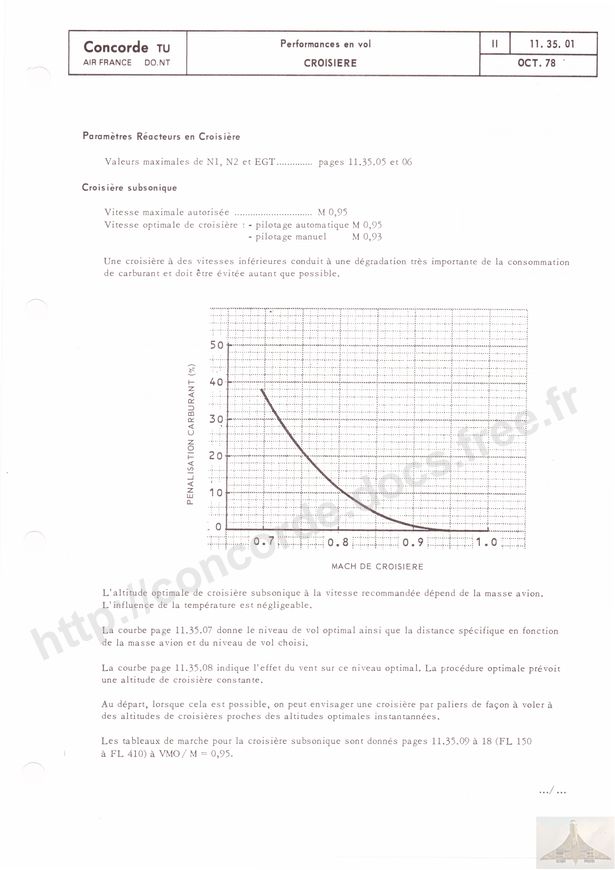 Concorde TU
AIR FRANCE DO.NT
Performances en vol
CROISIERE
II
11. 35. 01
OCT. 78
Paramètres Réacteurs en Croisière
Valeurs maximales de N1, N2 et EGT............. pages 11.35.05 et 06
Croisière subsonique
Vitesse maximale autorisée .............................. M 0,95
Vitesse optimale de croisière : - pilotage automatique M 0,95
- pilotage manuel M 0,93
Une croisière à des vitesses inférieures conduit à une dégradation très importante de la consommation
de carburant et doit être évitée autant que possible.
PENALISATION CARBURANT (%)
50
40
30
20
10
0
0.7 0.8 0.9 1.0
MACH DE CROISIERE
L'altitude optimale de croisière subsonique à la vitesse recommandée dépend de la masse avion.
L'influence de la température est négligeable.
La courbe page 11.35.07 donne le niveau de vol optimal ainsi que la distance spécifique en fonction
de la masse avion et du niveau de vol choisi.
La courbe page 11.35.08 indique l'effet du vent sur ce niveau optimal. La procédure optimale prévoit
une altitude de croisière constante.
Au départ, lorsque cela est possible, on peut envisager une croisière par paliers de façon à voler à
des altitudes de croisières proches des altitudes optimales instantannées.
Les tableaux de marche pour la croisière subsonique sont donnés pages 11.35.09 à 18 (FL 150
à FL 410) à VMO / M = 0,95.
.../...
http://concorde.docs.free.fr